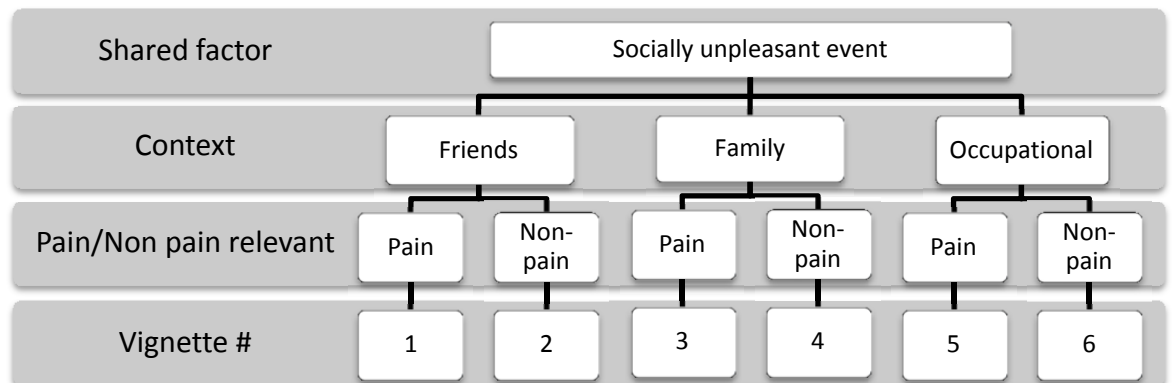 Shared factor
Socially unpleasant event
Context
Friends
Family
Occupational
Pain/Non pain relevant
Pain
Non-
pain
Pain
Non-
pain
Pain
Non-
pain
Vignette #
1
2
3
4
5
6